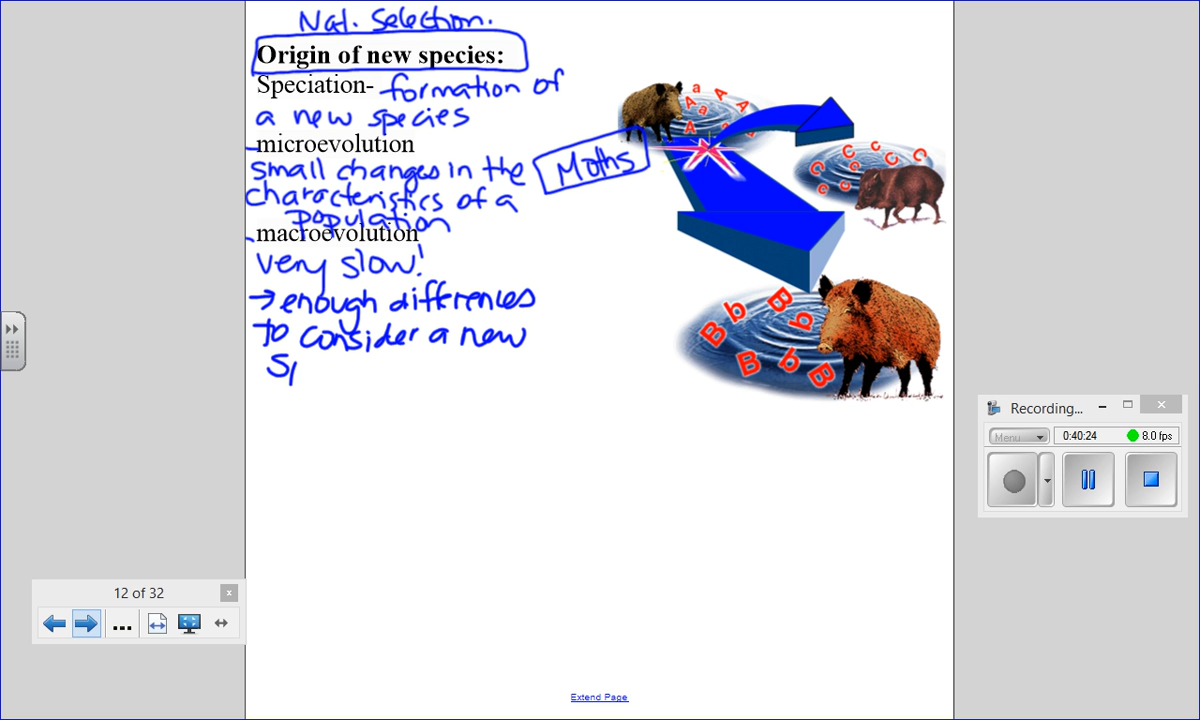 Nat. Selection.
Origin of new species:
Speciation- formation of
a new species
microevolution
small changes in the
characteristics of a
population
Moths
macroevolution
very slow!
→ enough differences
to consider a new
a
A
A
A
a
a
A
A
C
C
c
C
C
C
c
c
c
B
b
B
b
B
b
B
Recording...
Menu
0:40:24
8.0 fps
12 of 32
...
Extend Page